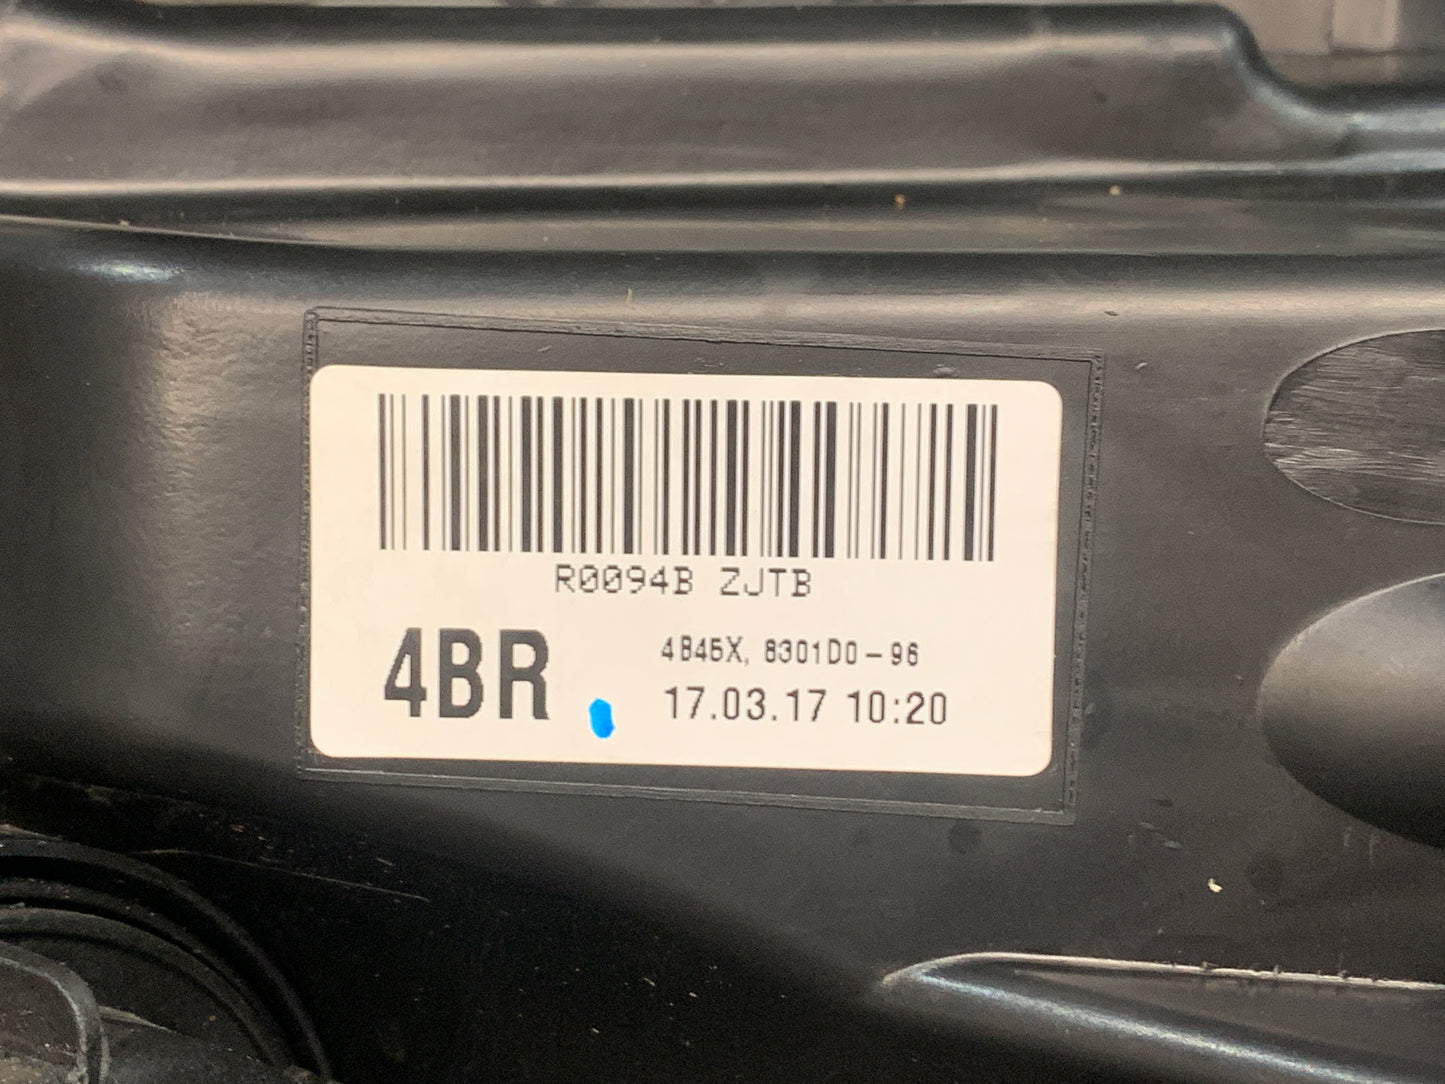 R0094B ZJTB
4BR
4B45X, 8301D0-96
17.03.17 10:20